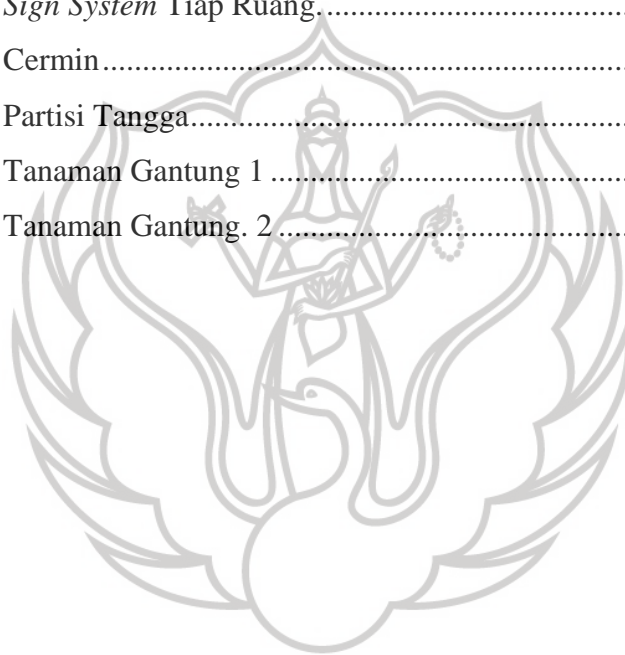 Sign System Tiap Ruang.....................................
Cermin.................................................................
Partisi Tangga......................................................
Tanaman Gantung 1 ............................................
Tanaman Gantung. 2 ...........................................